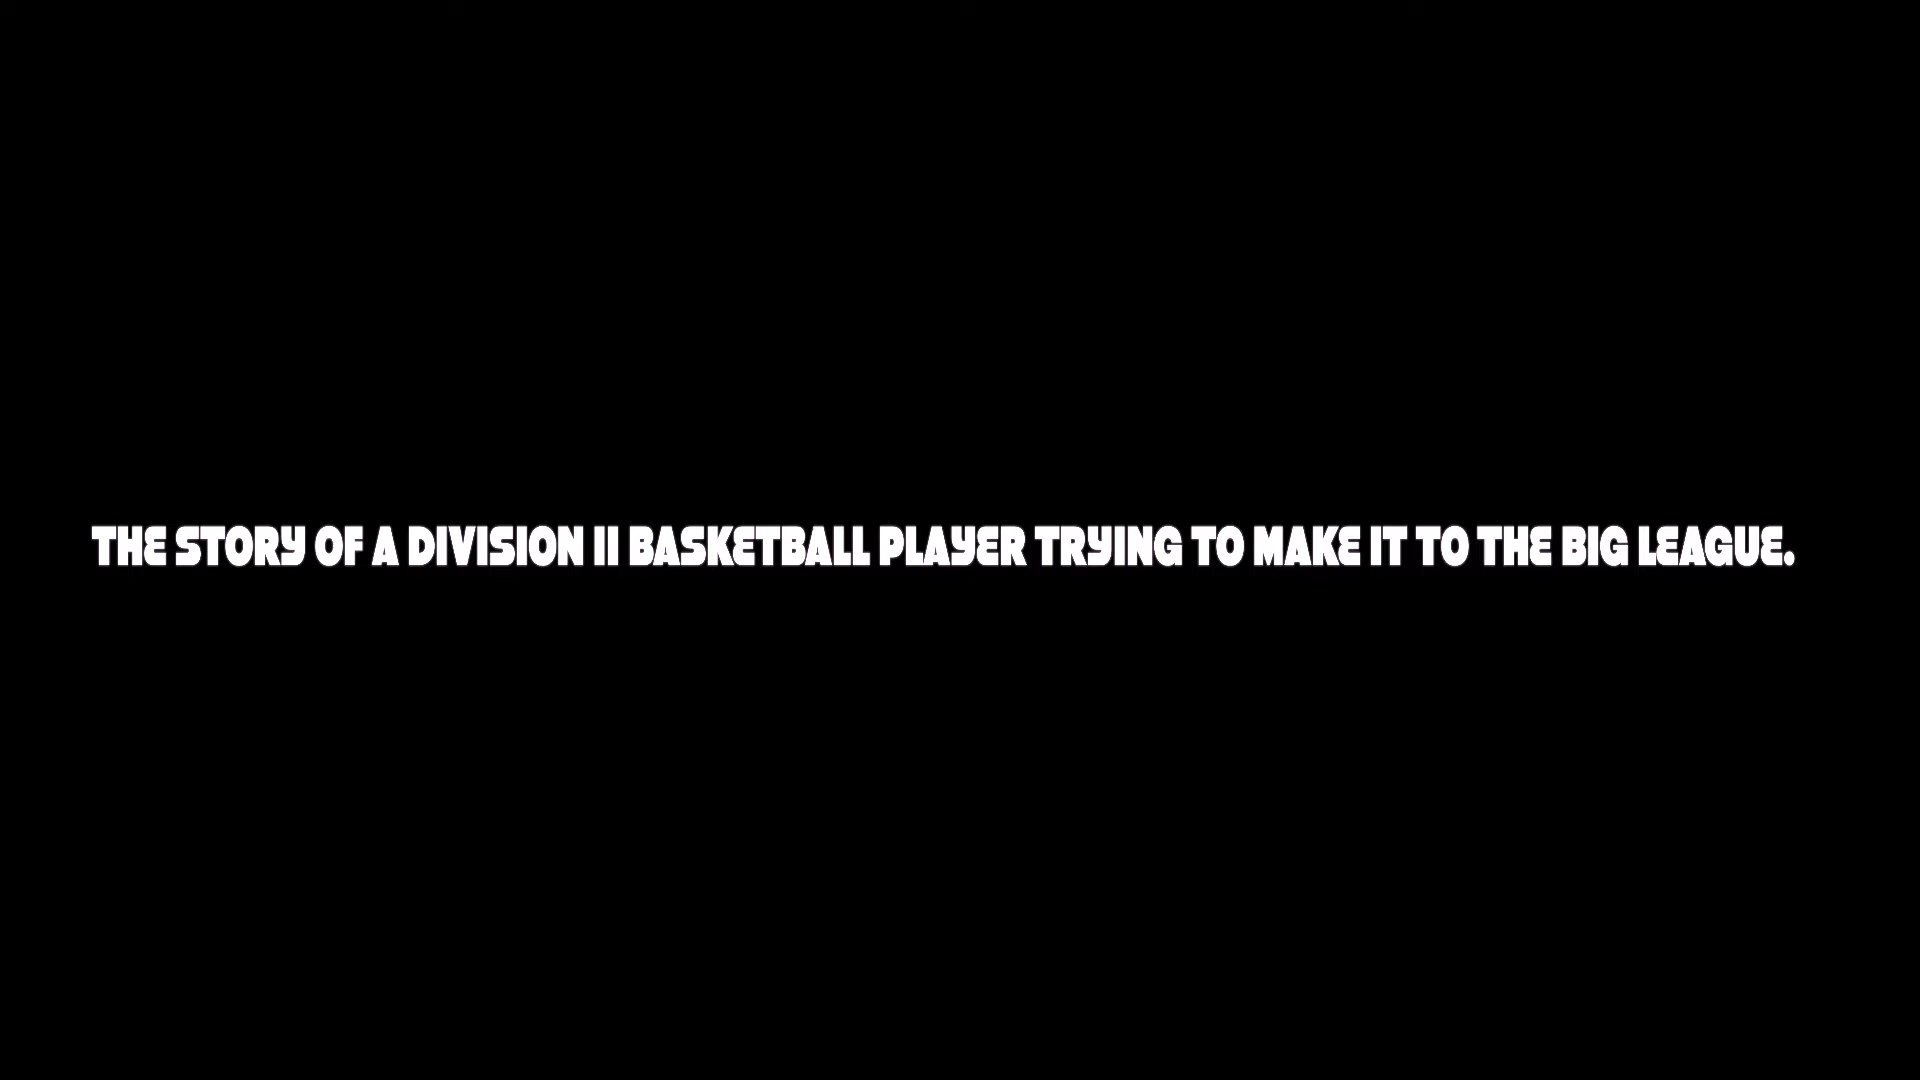 THE STORY OF A DIVISION II BASKETBALL PLAYER TRYING TO MAKE IT TO THE BIG LEAGUE.